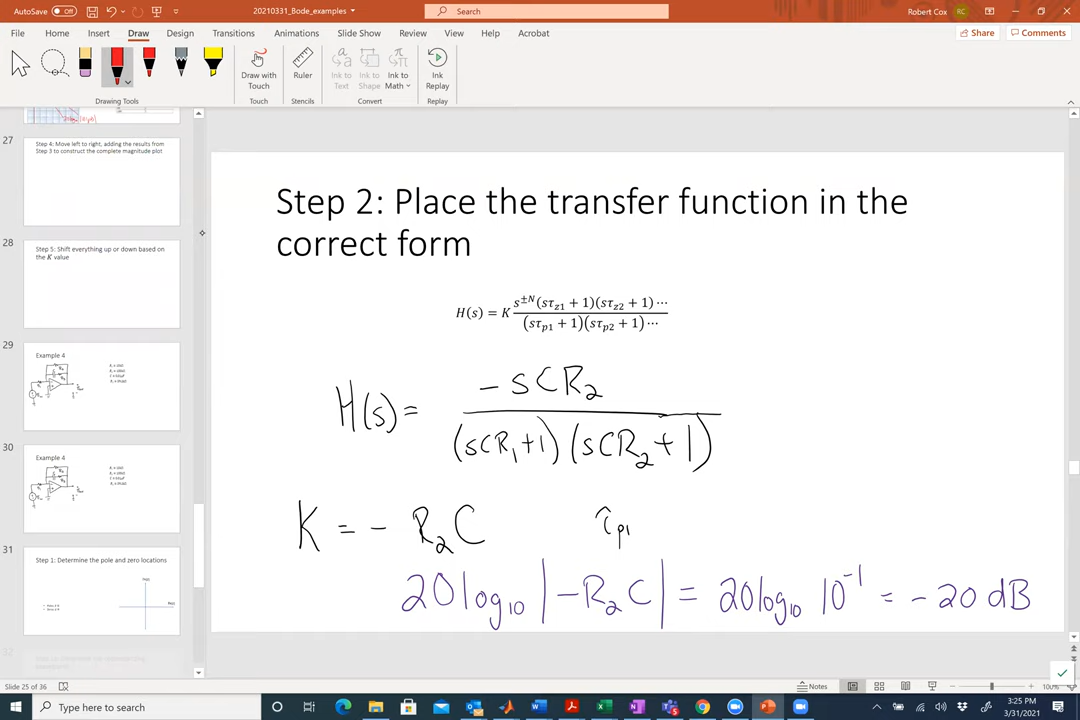 AutoSave Off
20210331_Bode_examples
Search
Robert Cox RC
File Home Insert Draw Design Transitions Animations Slide Show Review View Help Acrobat
Share Comments
Draw with Touch
Ruler
Ink to Text
Ink to Shape
Ink to Math
Ink Replay
Drawing Tools Touch Stencils Convert Replay
27
Step 4: Move left to right, adding the results from
Step 3 to construct the complete magnitude plot
28
Step 5: Shift everything up or down based on
the K value
29
Example 4
30
Example 4
31
Step 1: Determine the pole and zero locations
32
Step 2: Place the transfer function in the
correct form
H(s) = K s^{±N}(sτ_{z1} + 1)(sτ_{z2} + 1) ⋯ / (sτ_{p1} + 1)(sτ_{p2} + 1) ⋯
H(s) = -sCR₂ / (sCR₁+1)(sCR₂+1)
K = - R₂C τ_{p1}
20log₁₀ |-R₂C| = 20log₁₀ 10⁻¹ = -20 dB
Slide 25 of 36
Notes
100%
Type here to search
3:25 PM
3/31/2021